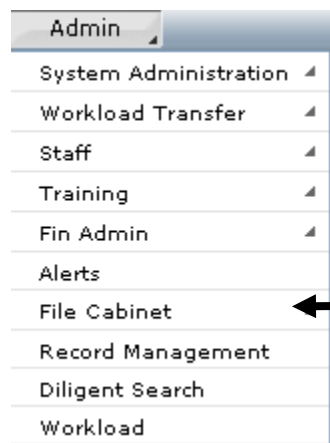 Admin
System Administration
Workload Transfer
Staff
Training
Fin Admin
Alerts
File Cabinet
Record Management
Diligent Search
Workload